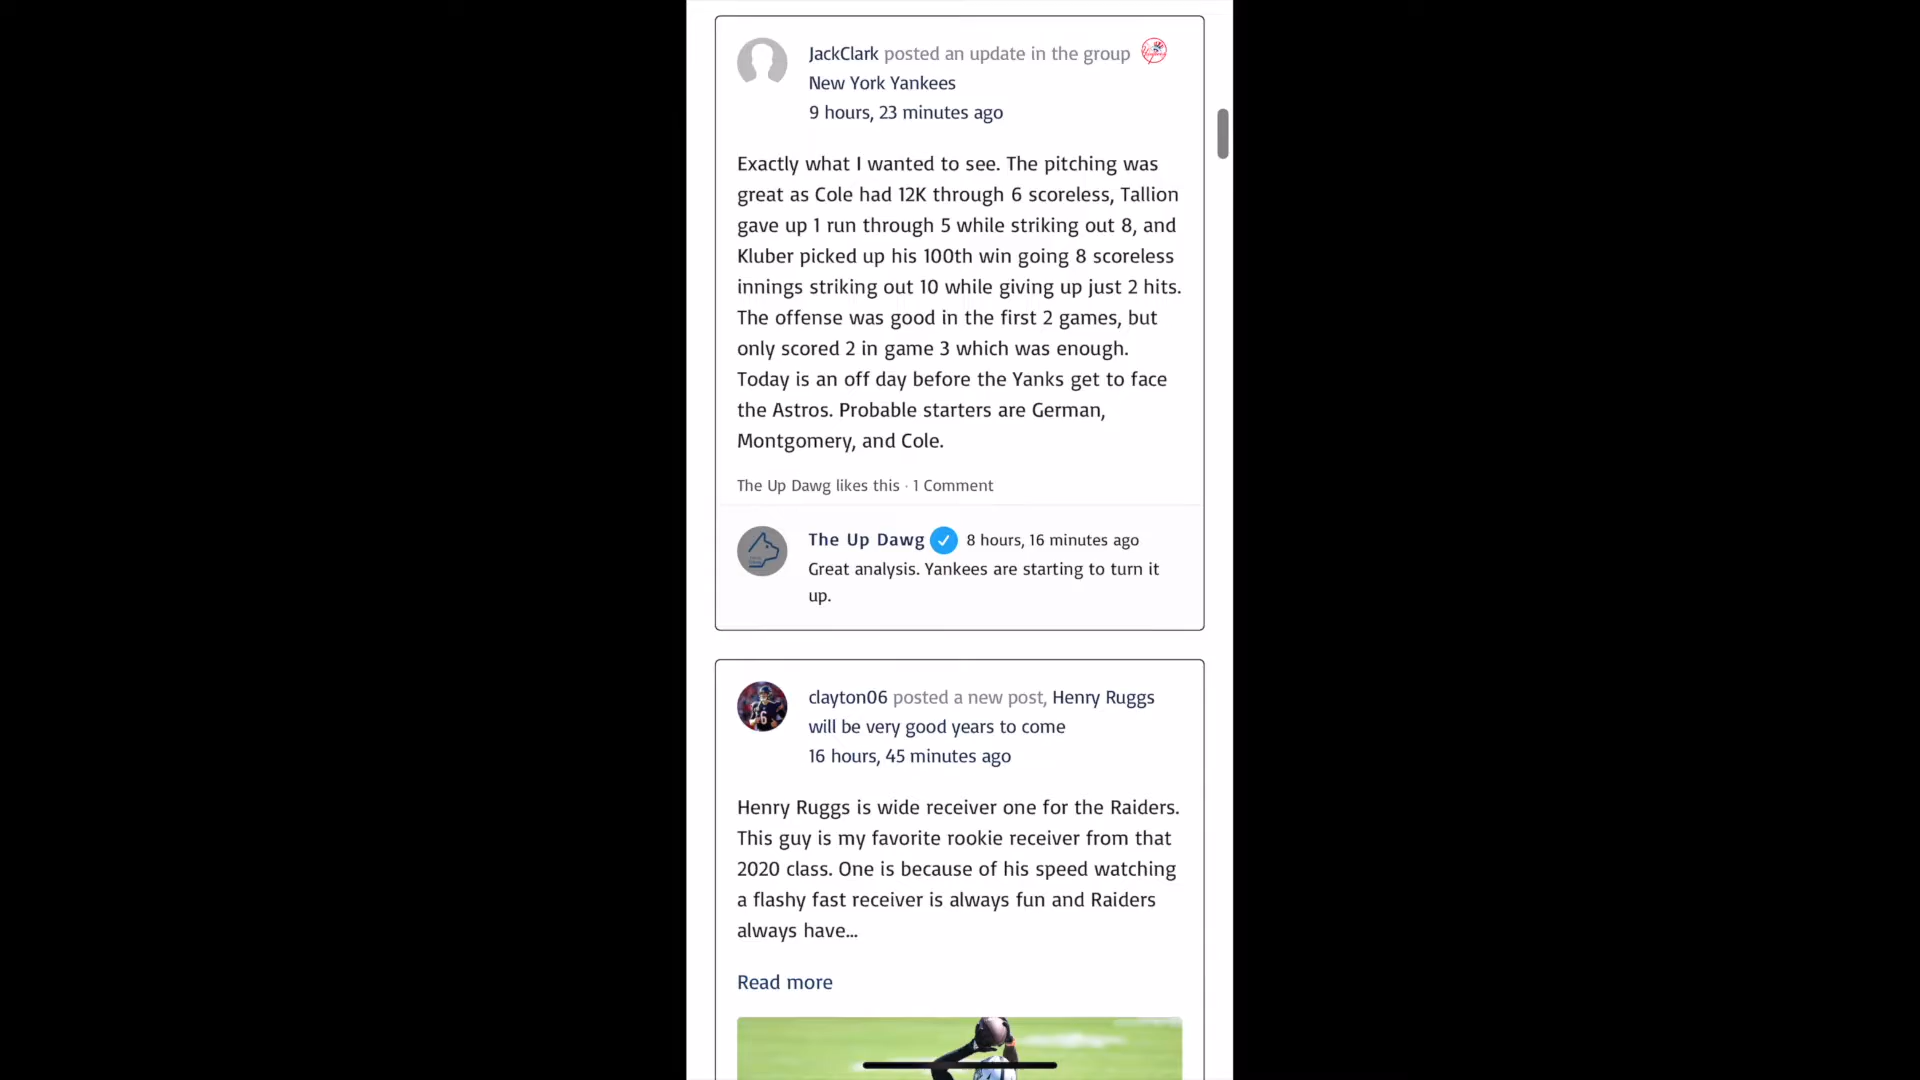 JackClark posted an update in the group
New York Yankees
9 hours, 23 minutes ago
Exactly what I wanted to see. The pitching was
great as Cole had 12K through 6 scoreless, Tallion
gave up 1 run through 5 while striking out 8, and
Kluber picked up his 100th win going 8 scoreless
innings striking out 10 while giving up just 2 hits.
The offense was good in the first 2 games, but
only scored 2 in game 3 which was enough.
Today is an off day before the Yanks get to face
the Astros. Probable starters are German,
Montgomery, and Cole.
The Up Dawg likes this · 1 Comment
The Up Dawg 8 hours, 16 minutes ago
Great analysis. Yankees are starting to turn it
up.
clayton06 posted a new post, Henry Ruggs
will be very good years to come
16 hours, 45 minutes ago
Henry Ruggs is wide receiver one for the Raiders.
This guy is my favorite rookie receiver from that
2020 class. One is because of his speed watching
a flashy fast receiver is always fun and Raiders
always have...
Read more